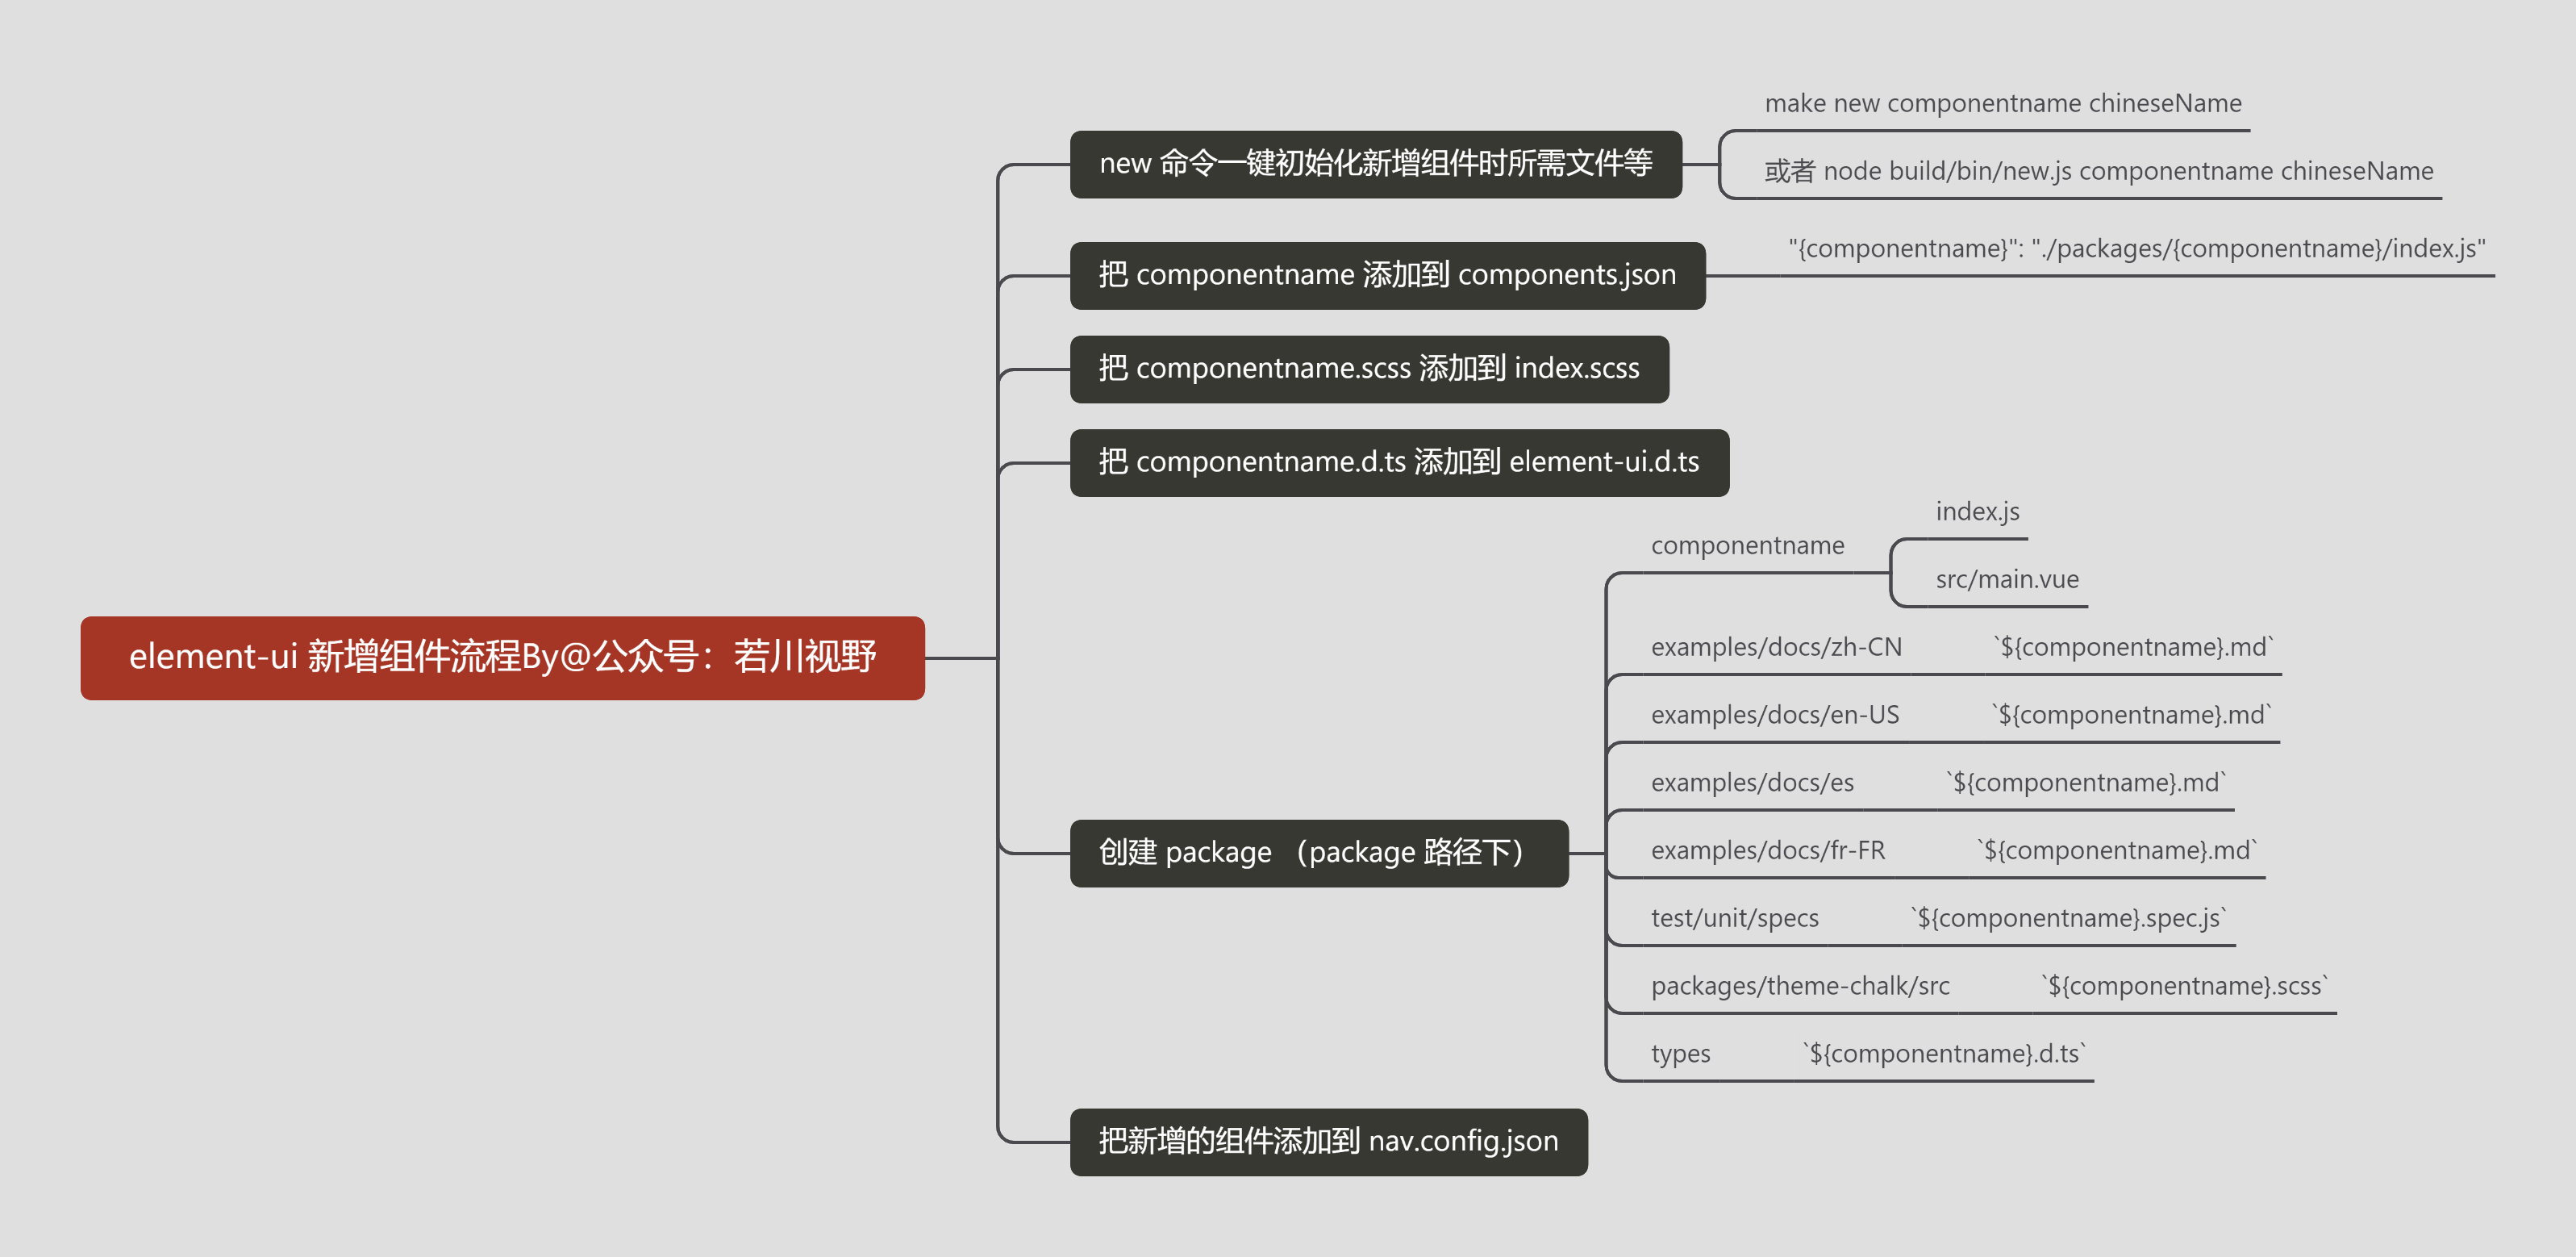 element-ui 新增组件流程By@公众号：若川视野
new 命令一键初始化新增组件时所需文件等
make new componentname chineseName
或者 node build/bin/new.js componentname chineseName
把 componentname 添加到 components.json
"{componentname}": "./packages/{componentname}/index.js"
把 componentname.scss 添加到 index.scss
把 componentname.d.ts 添加到 element-ui.d.ts
创建 package （package 路径下）
componentname
index.js
src/main.vue
examples/docs/zh-CN
`${componentname}.md`
examples/docs/en-US
`${componentname}.md`
examples/docs/es
`${componentname}.md`
examples/docs/fr-FR
`${componentname}.md`
test/unit/specs
`${componentname}.spec.js`
packages/theme-chalk/src
`${componentname}.scss`
types
`${componentname}.d.ts`
把新增的组件添加到 nav.config.json